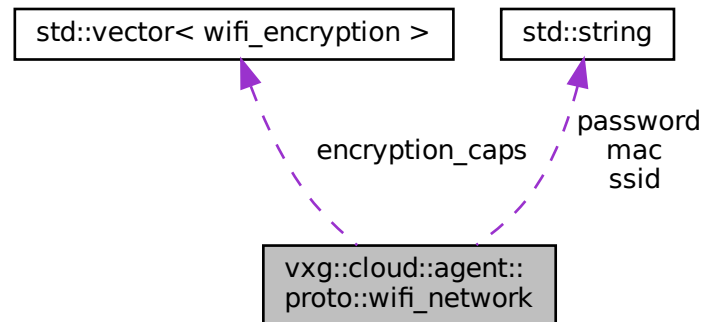 std::vector< wifi_encryption >
std::string
encryption_caps
password
mac
ssid
vxg::cloud::agent::
proto::wifi_network